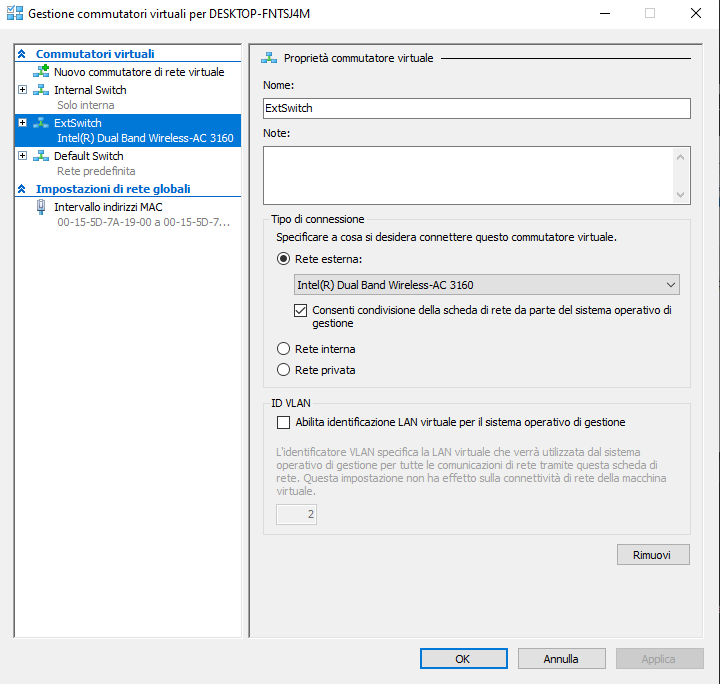 Gestione commutatori virtuali per DESKTOP-FNTSJ4M
Commutatori virtuali
Nuovo commutatore di rete virtuale
Internal Switch
Solo interna
ExtSwitch
Intel(R) Dual Band Wireless-AC 3160
Default Switch
Rete predefinita
Impostazioni di rete globali
Intervallo indirizzi MAC
00-15-5D-7A-19-00 a 00-15-5D-7...
Proprietà commutatore virtuale
Nome:
ExtSwitch
Note:
Tipo di connessione
Specificare a cosa si desidera connettere questo commutatore virtuale.
Rete esterna:
Intel(R) Dual Band Wireless-AC 3160
Consenti condivisione della scheda di rete da parte del sistema operativo di
gestione
Rete interna
Rete privata
ID VLAN
Abilita identificazione LAN virtuale per il sistema operativo di gestione
L'identificatore VLAN specifica la LAN virtuale che verrà utilizzata dal sistema
operativo di gestione per tutte le comunicazioni di rete tramite questa scheda di
rete. Questa impostazione non ha effetto sulla connettività di rete della macchina
virtuale.
2
Rimuovi
OK
Annulla
Applica